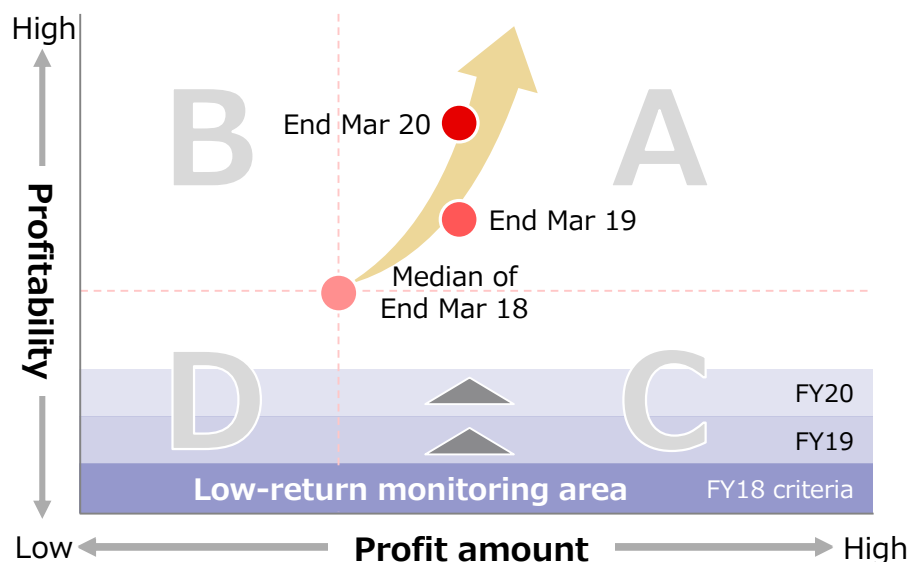 High
B
A
End Mar 20
Profitability
End Mar 19
Median of
End Mar 18
D
C
FY20
FY19
Low-return monitoring area
FY18 criteria
Low
Profit amount
High